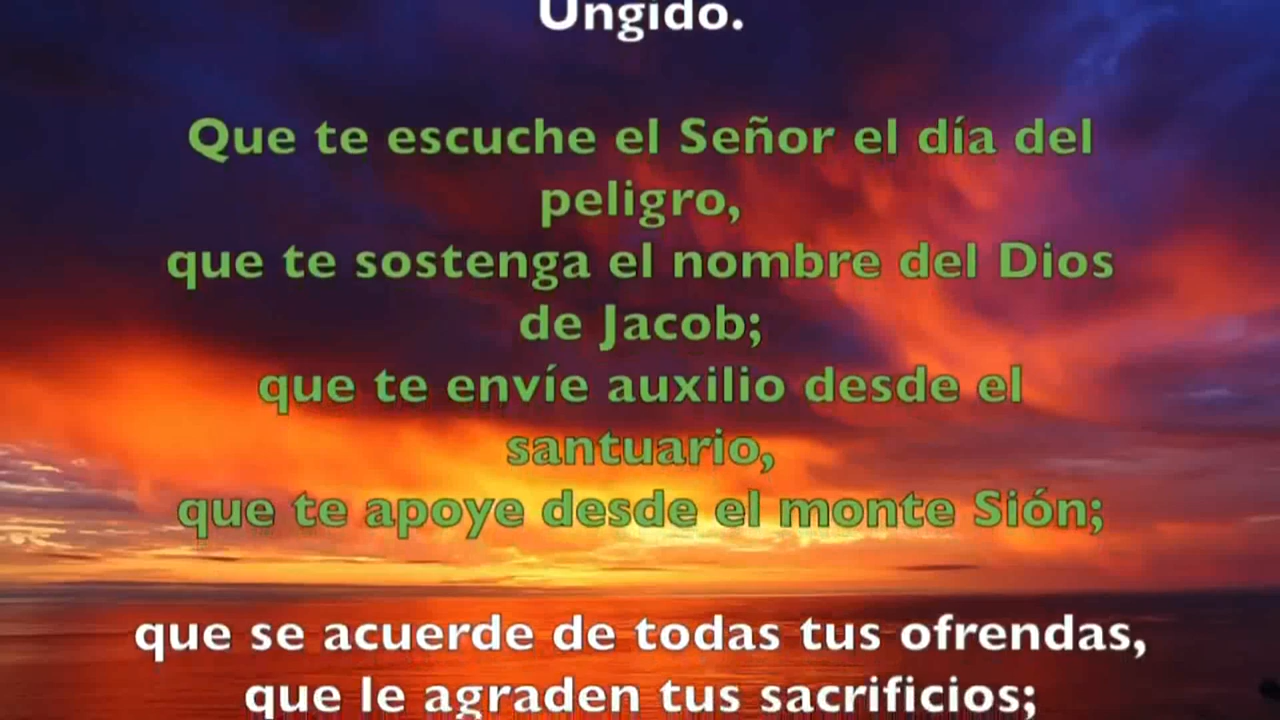 Ungido.
Que te escuche el Señor el día del
peligro,
que te sostenga el nombre del Dios
de Jacob;
que te envíe auxilio desde el
santuario,
que te apoye desde el monte Sión;
que se acuerde de todas tus ofrendas,
que le agraden tus sacrificios;